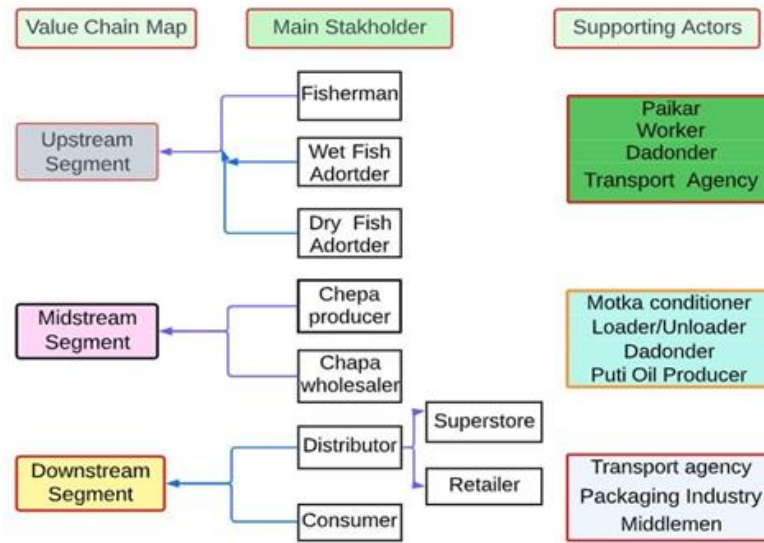 Value Chain Map
Main Stakholder
Supporting Actors
Upstream
Segment
Fisherman
Wet Fish
Adortder
Dry Fish
Adortder
Paikar
Worker
Dadonder
Transport Agency
Midstream
Segment
Chepa
producer
Chapa
wholesaler
Motka conditioner
Loader/Unloader
Dadonder
Puti Oil Producer
Downstream
Segment
Distributor
Consumer
Superstore
Retailer
Transport agency
Packaging Industry
Middlemen